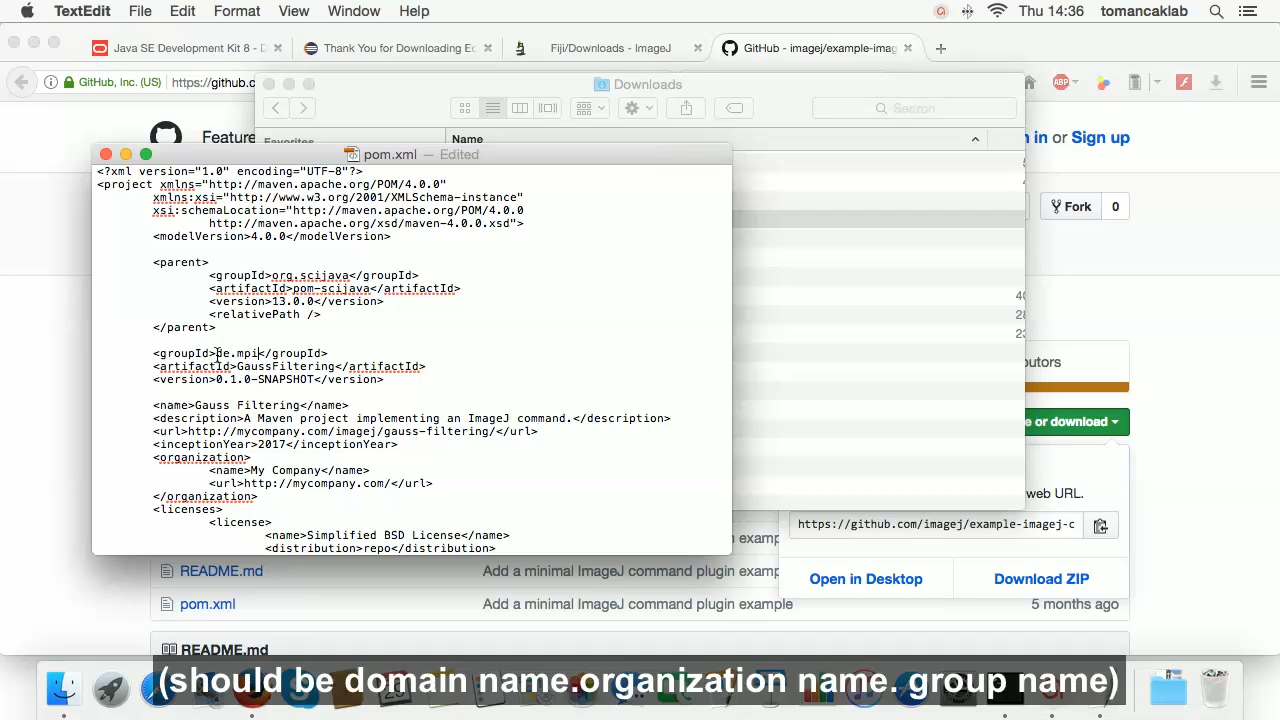 TextEdit File Edit Format View Window Help Thu 14:36 tomancaklab
Java SE Development Kit 8 - D
Thank You for Downloading Ec
Fiji/Downloads - ImageJ
GitHub - imagej/example-imag
GitHub, Inc. (US) https://github.c
Downloads
Search
Feature
Favorites
Name
in or Sign up
pom.xml — Edited
Fork 0
<?xml version="1.0" encoding="UTF-8"?>
<project xmlns="http://maven.apache.org/POM/4.0.0"
xmlns:xsi="http://www.w3.org/2001/XMLSchema-instance"
xsi:schemaLocation="http://maven.apache.org/POM/4.0.0
http://maven.apache.org/xsd/maven-4.0.0.xsd">
<modelVersion>4.0.0</modelVersion>
<parent>
<groupId>org.scijava</groupId>
<artifactId>pom-scijava</artifactId>
<version>13.0.0</version>
<relativePath />
</parent>
<groupId>de.mpi</groupId>
<artifactId>GaussFiltering</artifactId>
<version>0.1.0-SNAPSHOT</version>
<name>Gauss Filtering</name>
<description>A Maven project implementing an ImageJ command.</description>
<url>http://mycompany.com/imagej/gauss-filtering/</url>
<inceptionYear>2017</inceptionYear>
<organization>
<name>My Company</name>
<url>http://mycompany.com/</url>
</organization>
<licenses>
<license>
<name>Simplified BSD License</name>
<distribution>repo</distribution>
utors
e or download
web URL.
https://github.com/imagej/example-imagej-c
Open in Desktop Download ZIP
README.md Add a minimal ImageJ command plugin examp
pom.xml Add a minimal ImageJ command plugin example 5 months ago
README.md
(should be domain name.organization name. group name)